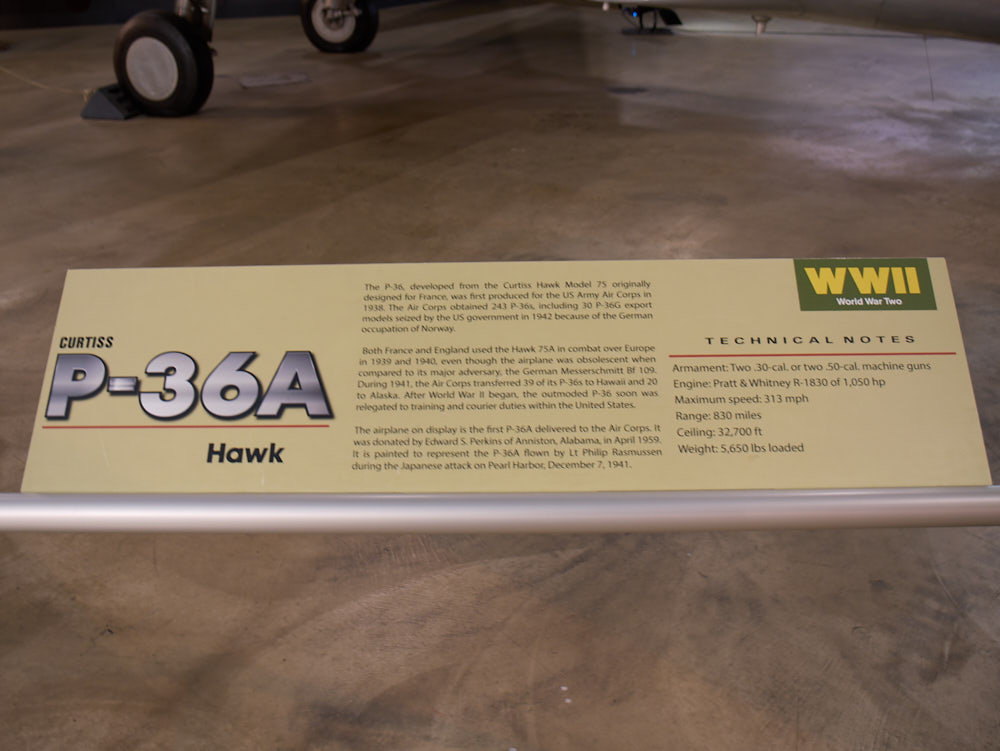 CURTISS
P-36A
Hawk
The P-36, developed from the Curtiss Hawk Model 75 originally
designed for France, was first produced for the US Army Air Corps in
1938. The Air Corps obtained 243 P-36s, including 30 P-36G export
models seized by the US government in 1942 because of the German
occupation of Norway.
Both France and England used the Hawk 75A in combat over Europe
in 1939 and 1940, even though the airplane was obsolescent when
compared to its major adversary, the German Messerschmitt Bf 109.
During 1941, the Air Corps transferred 39 of its P-36s to Hawaii and 20
to Alaska. After World War II began, the outmoded P-36 soon was
relegated to training and courier duties within the United States.
The airplane on display is the first P-36A delivered to the Air Corps. It
was donated by Edward S. Perkins of Anniston, Alabama, in April 1959.
It is painted to represent the P-36A flown by Lt Philip Rasmussen
during the Japanese attack on Pearl Harbor, December 7, 1941.
WWII
World War Two
TECHNICAL NOTES
Armament: Two .30-cal. or two .50-cal. machine guns
Engine: Pratt & Whitney R-1830 of 1,050 hp
Maximum speed: 313 mph
Range: 830 miles
Ceiling: 32,700 ft
Weight: 5,650 lbs loaded